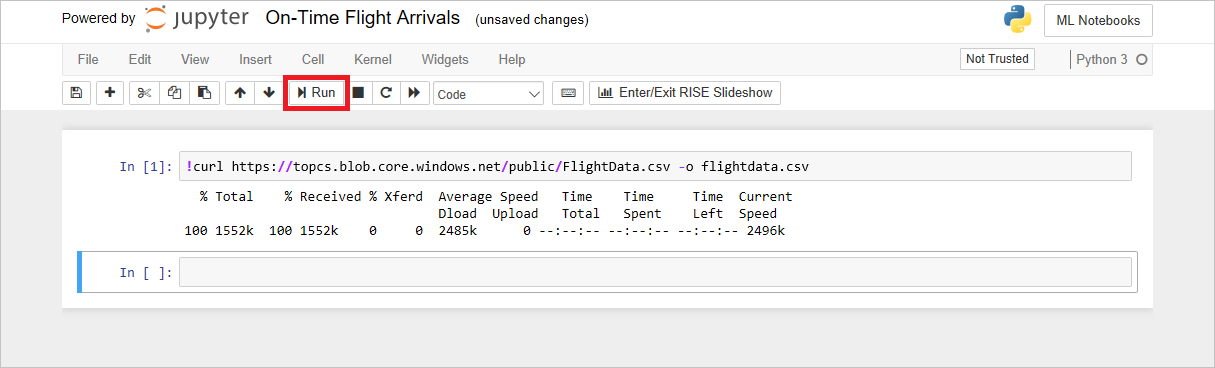 Powered by jupyter On-Time Flight Arrivals (unsaved changes) ML Notebooks
File Edit View Insert Cell Kernel Widgets Help Not Trusted Python 3
Run Code Enter/Exit RISE Slideshow
In [1]: !curl https://topcs.blob.core.windows.net/public/FlightData.csv -o flightdata.csv
% Total % Received % Xferd Average Speed Time Time Time Current
Dload Upload Total Spent Left Speed
100 1552k 100 1552k 0 0 2485k 0 --:--:-- --:--:-- --:--:-- 2496k
In [ ]: